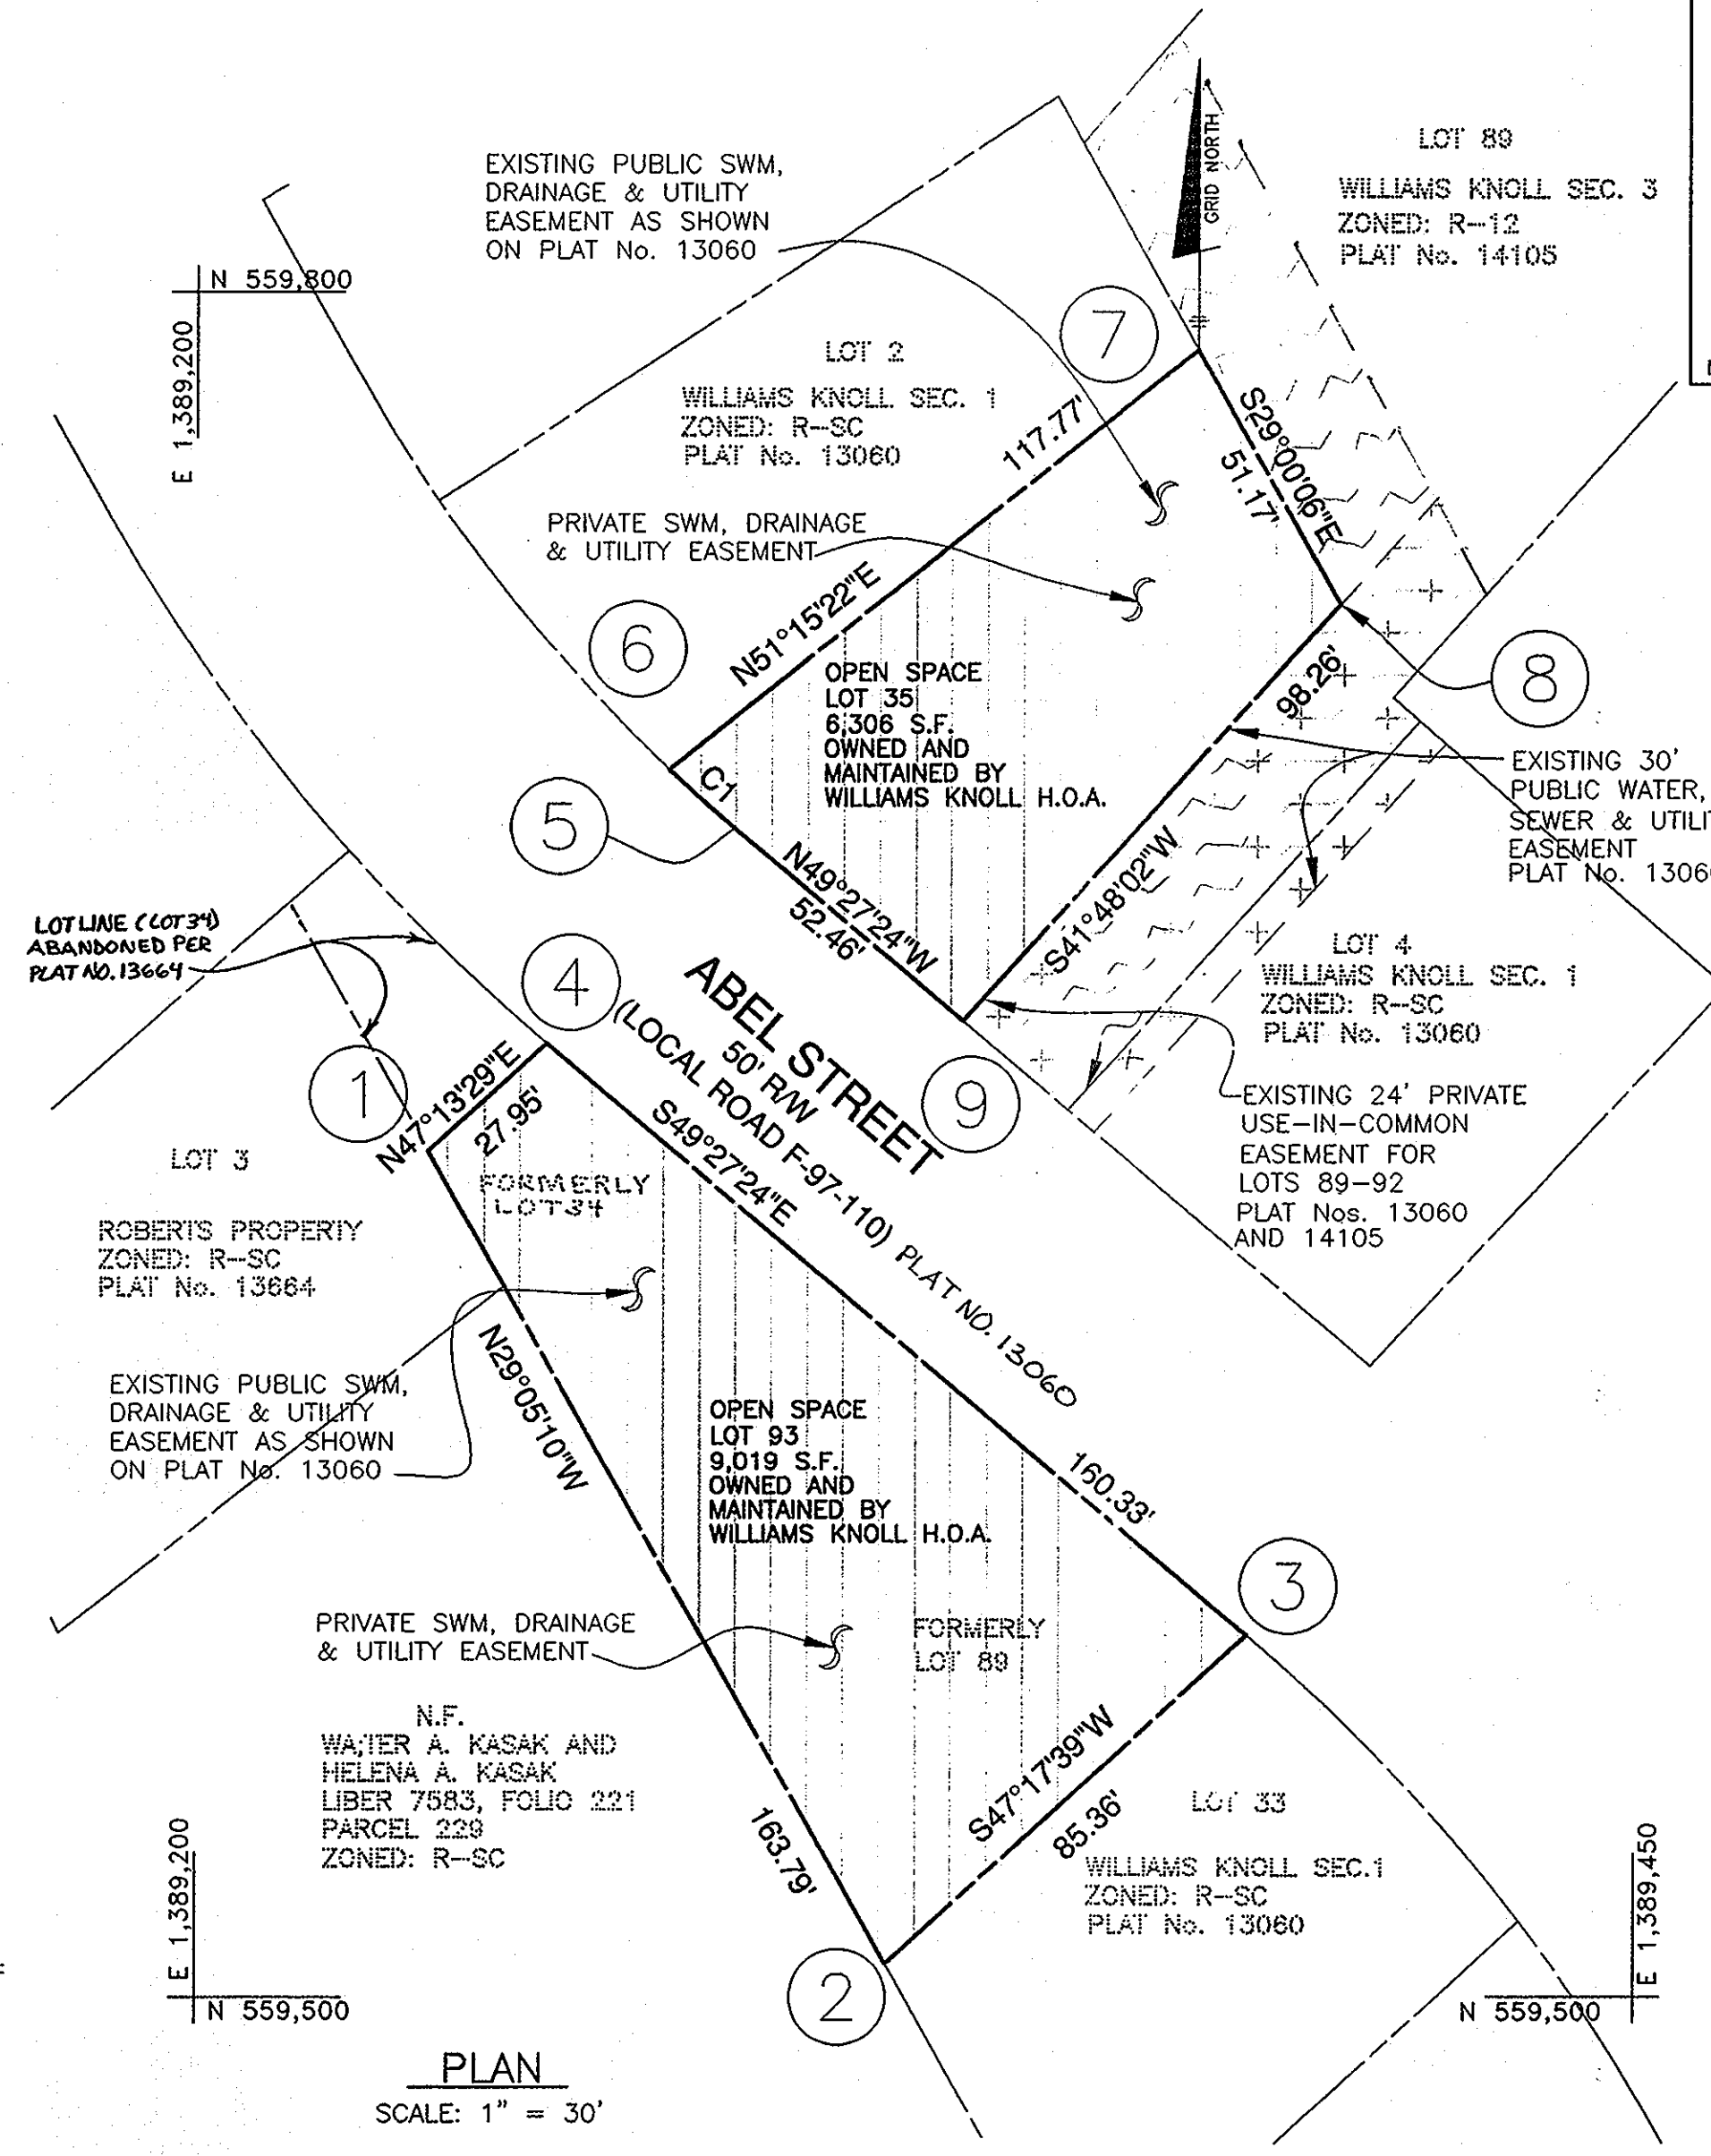 EXISTING PUBLIC SWM,
DRAINAGE & UTILITY
EASEMENT AS SHOWN
ON PLAT No. 13060
GRID NORTH
LOT 89
WILLIAMS KNOLL SEC. 3
ZONED: R-12
PLAT No. 14105
N 559,800
E 1,389,200
LOT 2
WILLIAMS KNOLL SEC. 1
ZONED: R-SC
PLAT No. 13060
7
117.77'
S29°00'06"E
51.17'
PRIVATE SWM, DRAINAGE
& UTILITY EASEMENT
N51°15'22"E
6
OPEN SPACE
LOT 35
6,306 S.F.
OWNED AND
MAINTAINED BY
WILLIAMS KNOLL H.O.A.
98.26'
8
C1
5
EXISTING 30'
PUBLIC WATER,
SEWER & UTILIT
EASEMENT
PLAT No. 1306
N49°27'24"W
52.46'
S41°48'02"W
LOT LINE (LOT 34)
ABANDONED PER
PLAT NO. 13664
4
LOT 4
WILLIAMS KNOLL SEC. 1
ZONED: R-SC
PLAT No. 13060
ABEL STREET
50' R/W
(LOCAL ROAD F-97-110) PLAT NO. 13060
1
9
N47°13'29"E
27.95'
S49°27'24"E
EXISTING 24' PRIVATE
USE-IN-COMMON
EASEMENT FOR
LOTS 89-92
PLAT Nos. 13060
AND 14105
LOT 3
ROBERTS PROPERTY
ZONED: R-SC
PLAT No. 13664
FORMERLY
LOT 34
EXISTING PUBLIC SWM,
DRAINAGE & UTILITY
EASEMENT AS SHOWN
ON PLAT No. 13060
N29°05'10"W
OPEN SPACE
LOT 93
9,019 S.F.
OWNED AND
MAINTAINED BY
WILLIAMS KNOLL H.O.A.
160.33'
3
PRIVATE SWM, DRAINAGE
& UTILITY EASEMENT
FORMERLY
LOT 89
N.F.
WA;TER A. KASAK AND
HELENA A. KASAK
LIBER 7583, FOLIO 221
PARCEL 229
ZONED: R-SC
163.79'
S47°17'39"W
85.36'
LOT 33
WILLIAMS KNOLL SEC.1
ZONED: R-SC
PLAT No. 13060
E 1,389,200
N 559,500
2
E 1,389,450
N 559,500
PLAN
SCALE: 1" = 30'